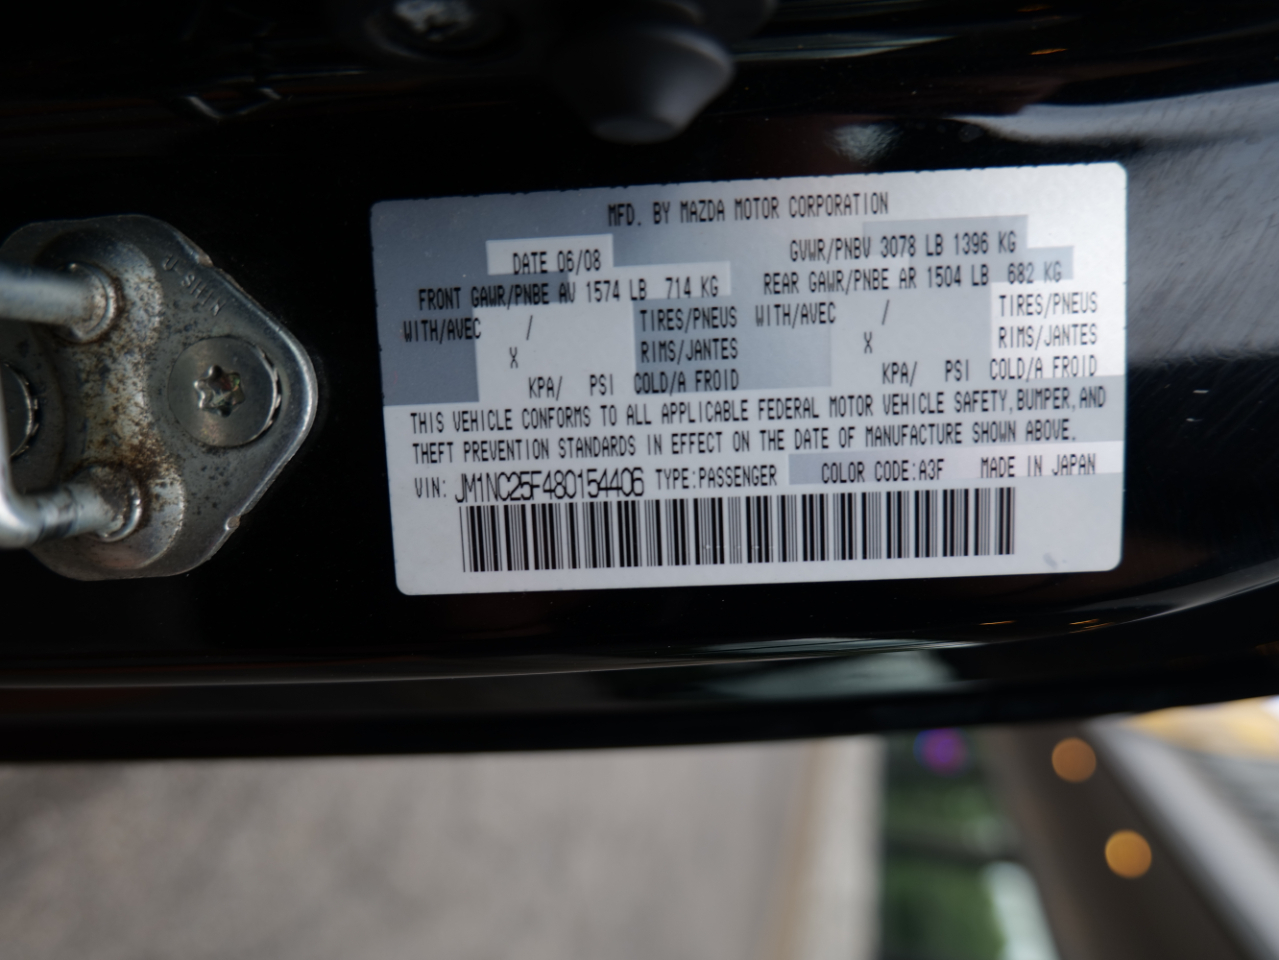 MFD. BY MAZDA MOTOR CORPORATION
DATE 06/08 GVWR/PNBV 3078 LB 1396 KG
FRONT GAWR/PNBE AV 1574 LB 714 KG REAR GAWR/PNBE AR 1504 LB 682 KG
WITH/AVEC / TIRES/PNEUS WITH/AVEC / TIRES/PNEUS
X RIMS/JANTES X RIMS/JANTES
KPA/ PSI COLD/A FROID KPA/ PSI COLD/A FROID
THIS VEHICLE CONFORMS TO ALL APPLICABLE FEDERAL MOTOR VEHICLE SAFETY, BUMPER, AND
THEFT PREVENTION STANDARDS IN EFFECT ON THE DATE OF MANUFACTURE SHOWN ABOVE.
VIN: JM1NC25F480154406 TYPE:PASSENGER COLOR CODE:A3F MADE IN JAPAN
U-SHIN